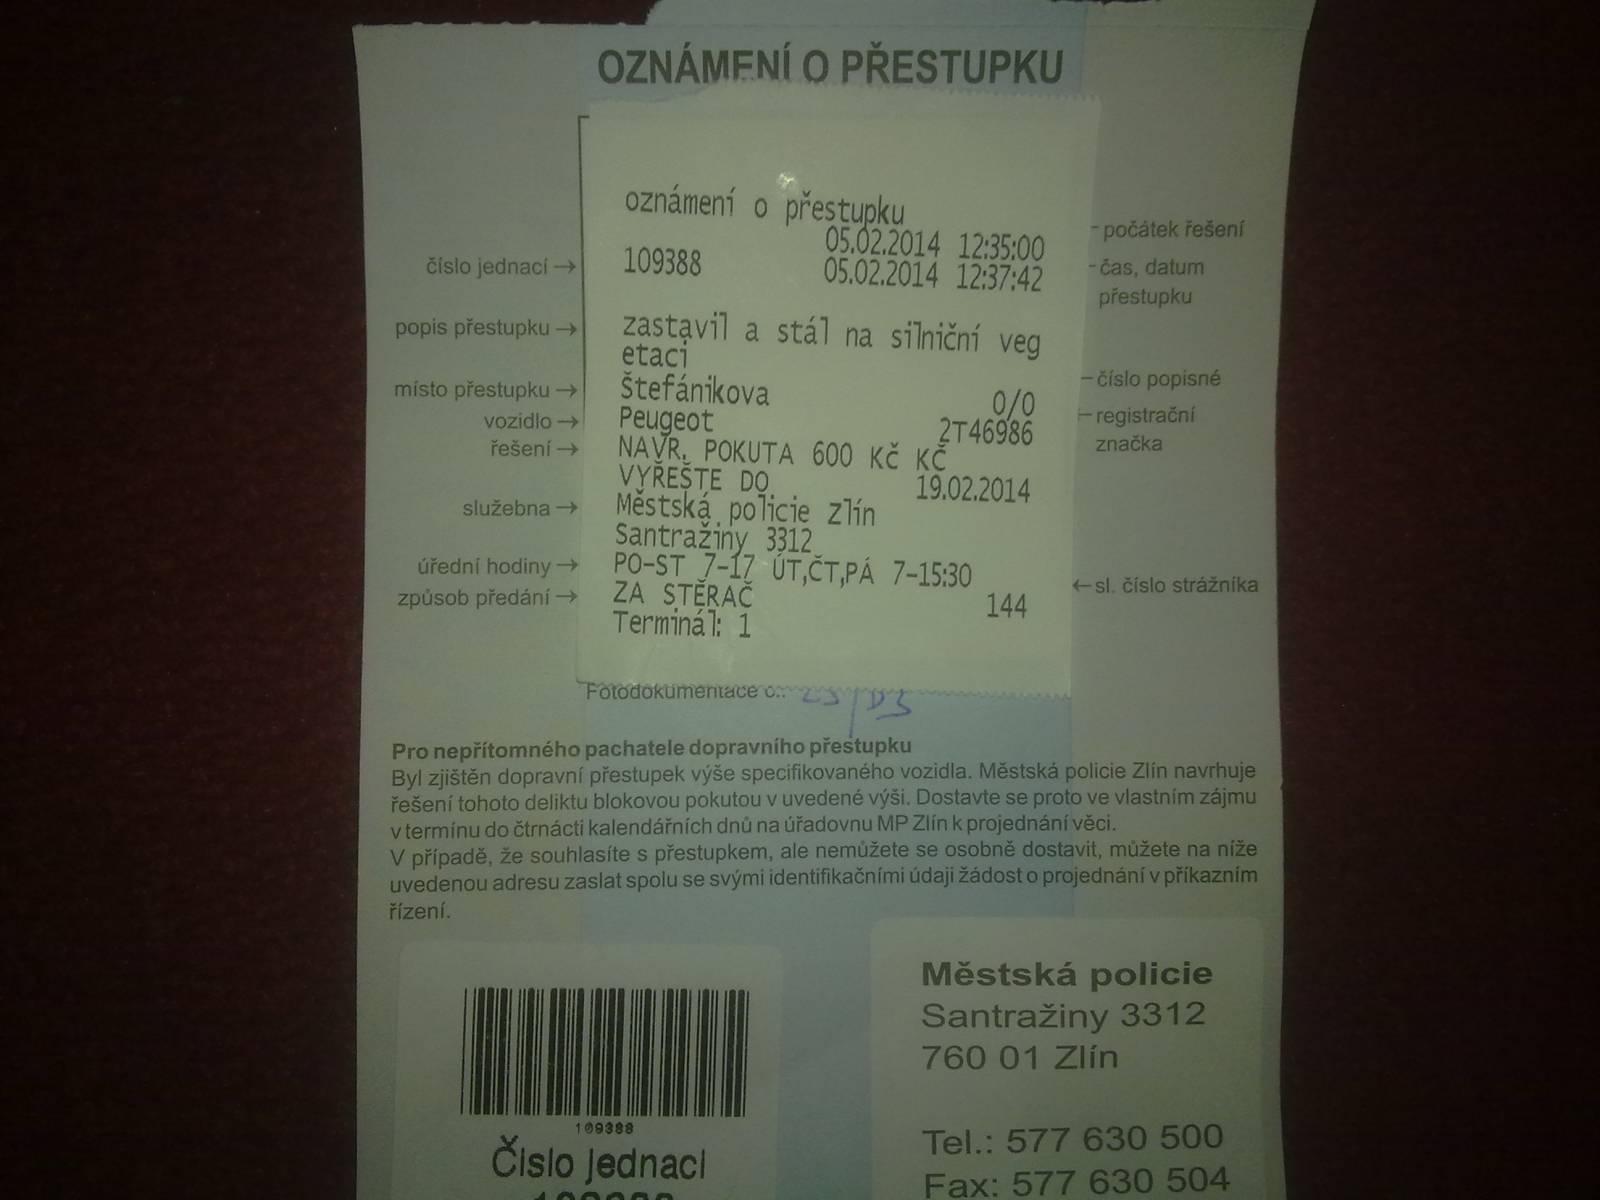 OZNÁMENÍ O PŘESTUPKU
oznámení o přestupku
05.02.2014 12:35:00
počátek řešení
číslo jednací →
109388
05.02.2014 12:37:42
čas, datum
přestupku
popis přestupku →
zastavil a stál na silniční veg
etaci
místo přestupku →
Štefánikova
0/0
číslo popisné
vozidlo →
Peugeot
2T46986
registrační
značka
řešení →
NAVR. POKUTA 600 Kč KČ
VYŘEŠTE DO
19.02.2014
služebna →
Městská policie Zlín
Santražiny 3312
úřední hodiny →
PO-ST 7-17 ÚT,ČT,PÁ 7-15:30
způsob předání →
ZA STĚRAČ
144
← sl. číslo strážníka
Terminál: 1
Fotodokumentace č.:
Pro nepřítomného pachatele dopravního přestupku
Byl zjištěn dopravní přestupek výše specifikovaného vozidla. Městská policie Zlín navrhuje
řešení tohoto deliktu blokovou pokutou v uvedené výši. Dostavte se proto ve vlastním zájmu
v termínu do čtrnácti kalendářních dnů na úřadovnu MP Zlín k projednání věci.
V případě, že souhlasíte s přestupkem, ale nemůžete se osobně dostavit, můžete na níže
uvedenou adresu zaslat spolu se svými identifikačními údaji žádost o projednání v příkazním
řízení.
109388
Číslo jednací
109388
Městská policie
Santražiny 3312
760 01 Zlín
Tel.: 577 630 500
Fax: 577 630 504